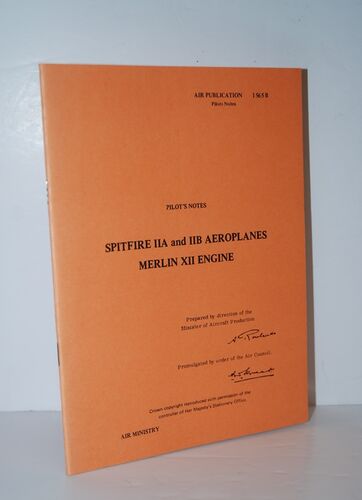 AIR PUBLICATION 1565 B
Pilots Notes
PILOT'S NOTES
SPITFIRE IIA and IIB AEROPLANES
MERLIN XII ENGINE
Prepared by direction of the
Minister of Aircraft Production
Promulgated by order of the Air Council.
Crown copyright reproduced with permission of the
controller of Her Majesty's Stationery Office.
AIR MINISTRY